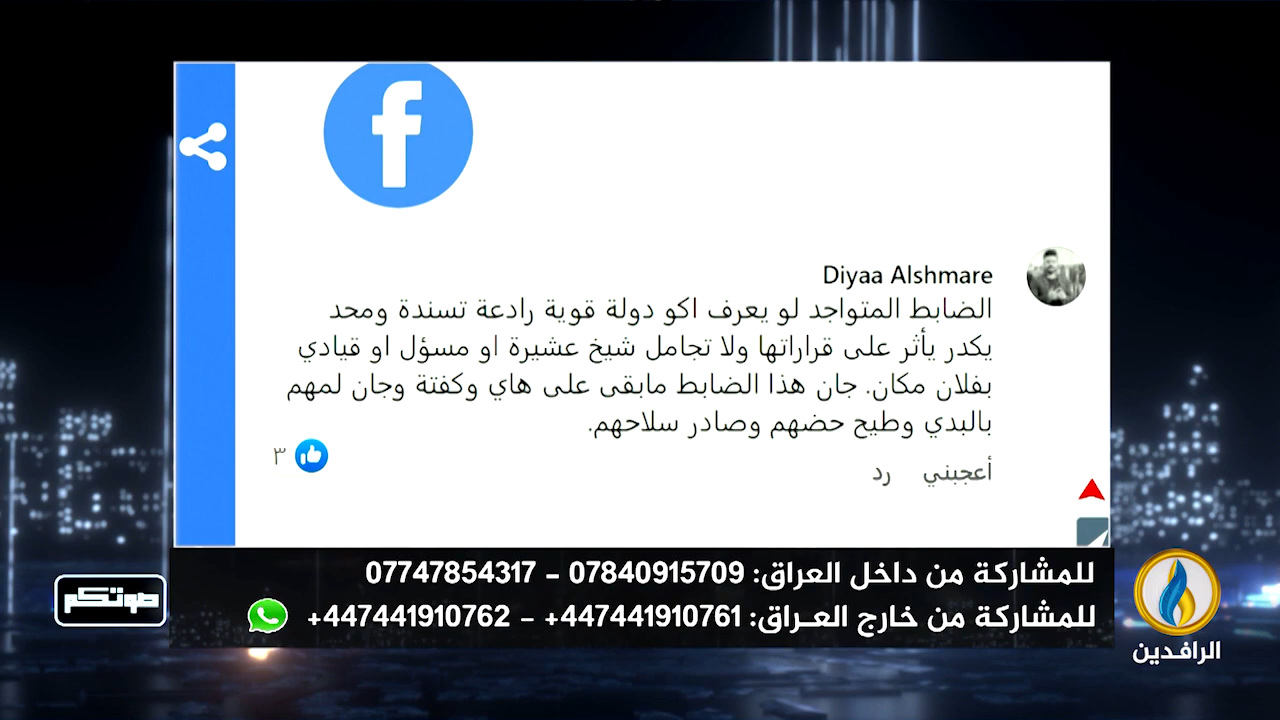 Diyaa Alshmare
الضابط المتواجد لو يعرف اكو دولة قوية رادعة تسندة ومحد
يكدر يأثر على قراراتها ولا تجامل شيخ عشيرة او مسؤل او قيادي
بفلان مكان. جان هذا الضابط مابقى على هاي وكفتة وجان لمهم
بالبدي وطيح حضهم وصادر سلاحهم.
٣
أعجبني رد
للمشاركة من داخل العراق: 07840915709 - 07747854317
للمشاركة من خارج العـراق: 447441910761+ - 447441910762+
صوتكم
الرافدين